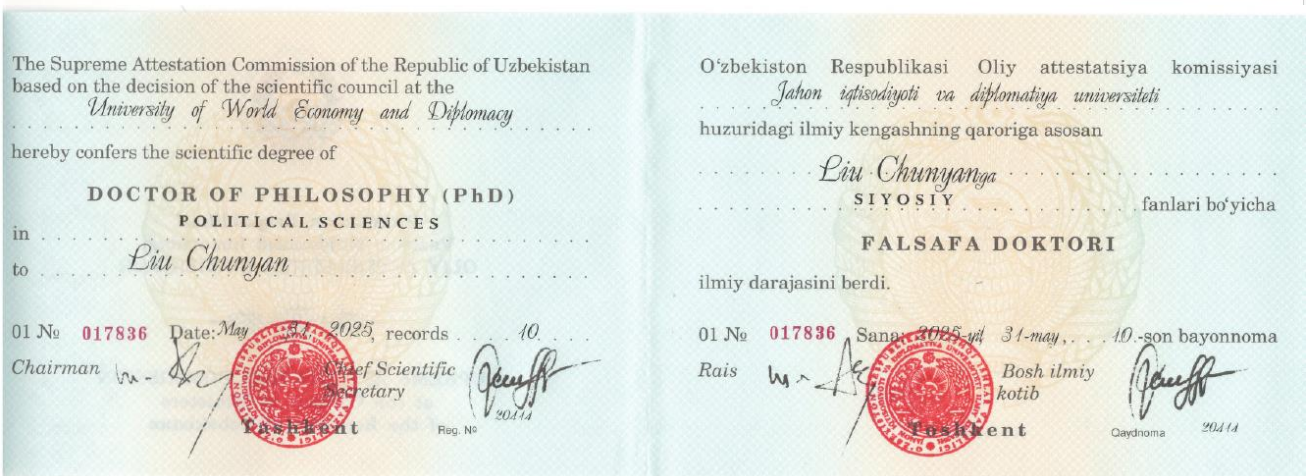 The Supreme Attestation Commission of the Republic of Uzbekistan
based on the decision of the scientific council at the
University of World Economy and Diplomacy
hereby confers the scientific degree of
DOCTOR OF PHILOSOPHY (PhD)
POLITICAL SCIENCES
in
to Liu Chunyan
01 № 017836 Date: May 31 2025, records 10.
Chairman
Chief Scientific
Secretary
20414
Tashkent
Reg. №
O‘zbekiston Respublikasi Oliy attestatsiya komissiyasi
Jahon iqtisodiyoti va diplomatiya universiteti
huzuridagi ilmiy kengashning qaroriga asosan
Liu Chunyanga
SIYOSIY fanlari bo‘yicha
FALSAFA DOKTORI
ilmiy darajasini berdi.
01 № 017836 Sana: 2025-yil 31-may, 10.-son bayonnoma
Rais
Bosh ilmiy
kotib
Toshkent
Qaydnoma 20414